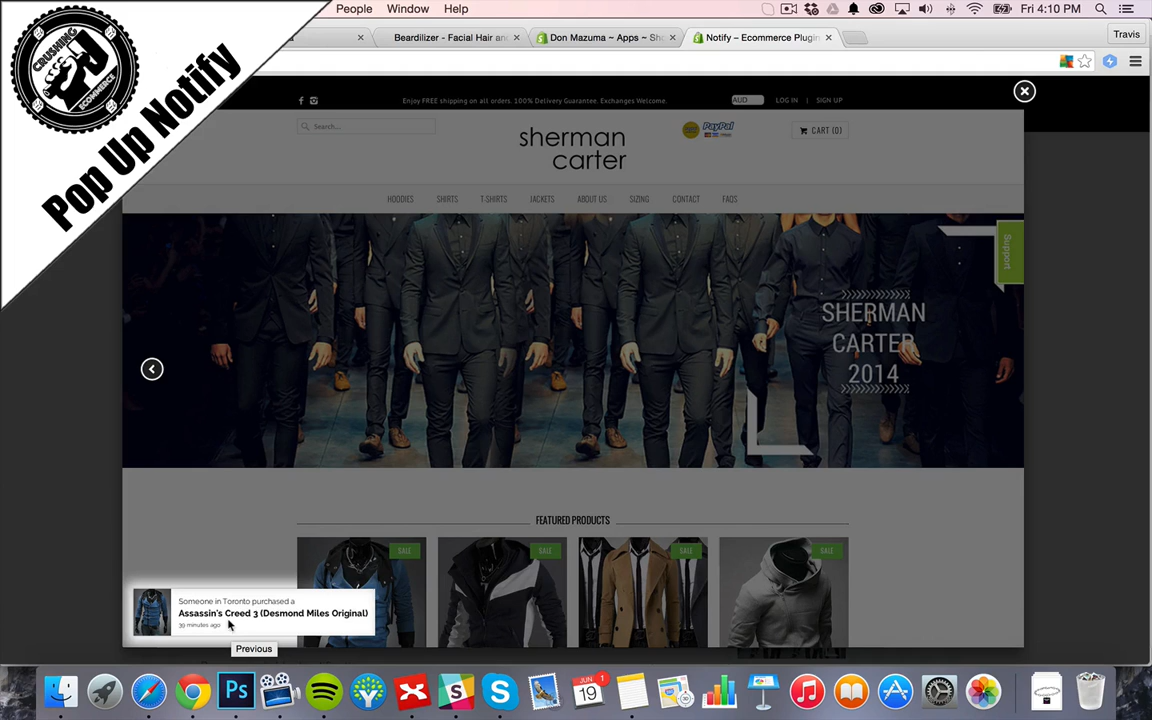 People Window Help
Fri 4:10 PM
Beardilizer - Facial Hair an
Don Mazuma ~ Apps ~ Sho
Notify – Ecommerce Plugin
Travis
CRUSHING
ECOMMERCE
Pop Up Notify
Enjoy FREE shipping on all orders. 100% Delivery Guarantee. Exchanges Welcome.
AUD
LOG IN | SIGN UP
Search...
sherman
carter
PayPal
CART (0)
HOODIES SHIRTS T-SHIRTS JACKETS ABOUT US SIZING CONTACT FAQS
Support
SHERMAN
CARTER
2014
FEATURED PRODUCTS
SALE SALE SALE SALE
Someone in Toronto purchased a
Assassin's Creed 3 (Desmond Miles Original)
39 minutes ago
Previous
Ps
JUN
19
1